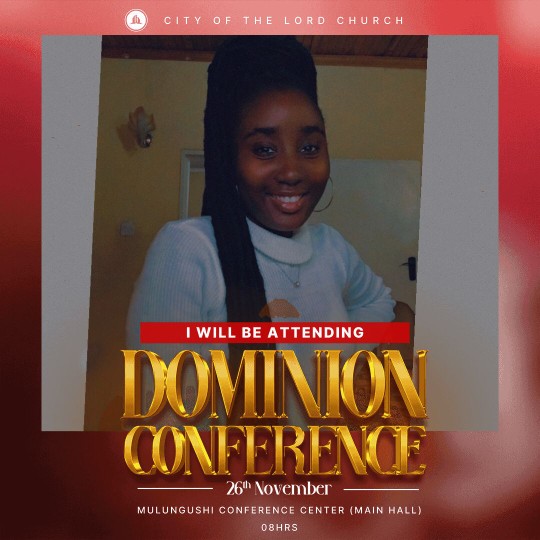 CITY OF THE LORD CHURCH
I WILL BE ATTENDING
DOMINION
CONFERENCE
26th November
MULUNGUSHI CONFERENCE CENTER (MAIN HALL)
08HRS